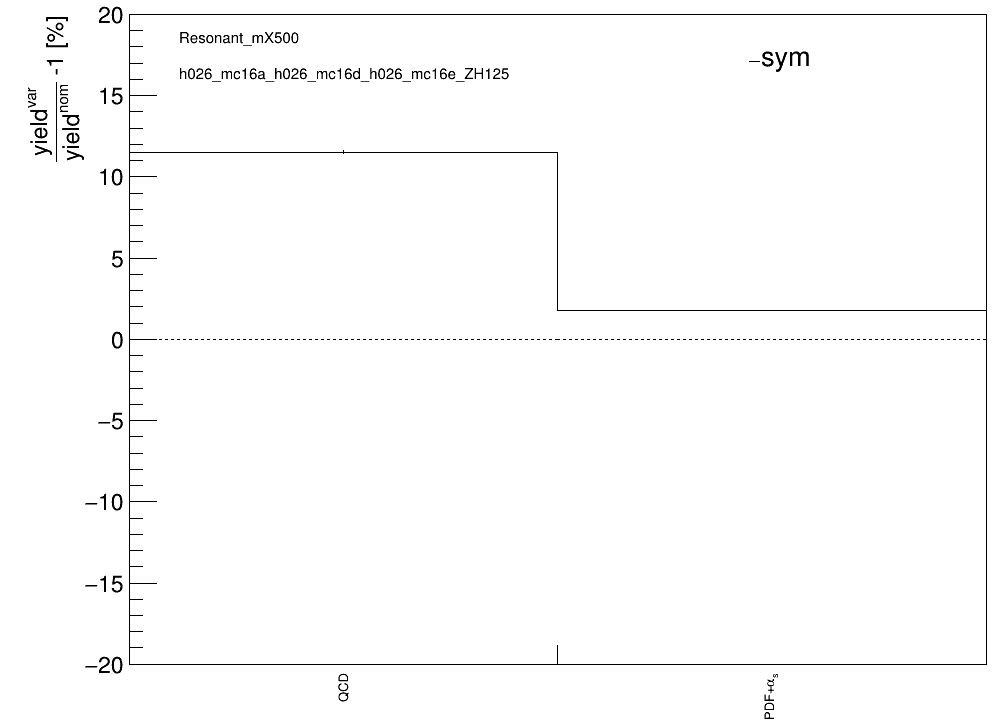 yield^var
yield^nom -1 [%]
Resonant_mX500
h026_mc16a_h026_mc16d_h026_mc16e_ZH125
sym
20
15
10
5
0
−5
−10
−15
−20
QCD
PDF+α_s